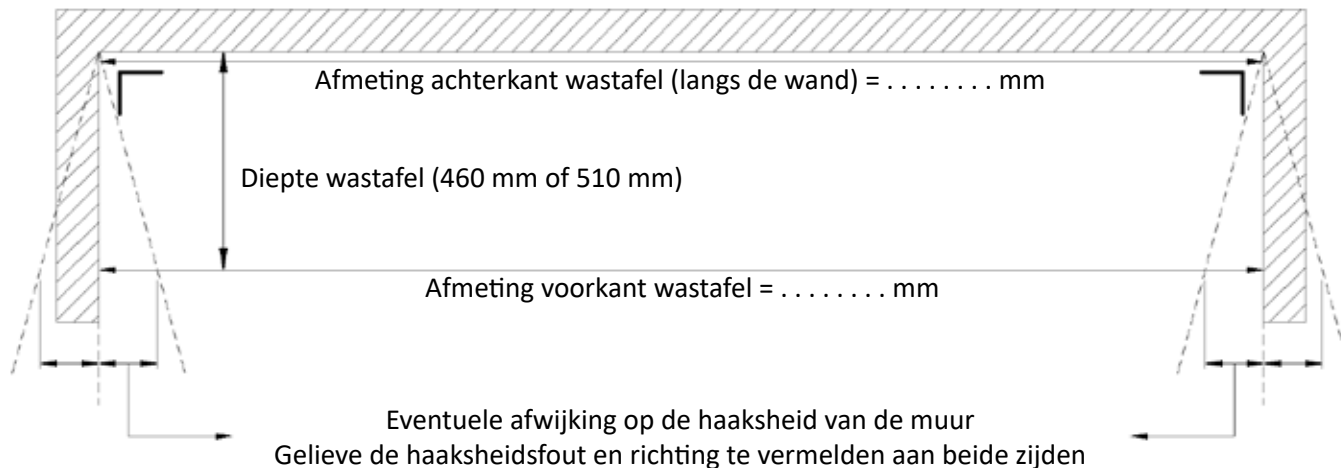 Afmeting achterkant wastafel (langs de wand) = . . . . . . . . mm
Diepte wastafel (460 mm of 510 mm)
Afmeting voorkant wastafel = . . . . . . . . mm
Eventuele afwijking op de haaksheid van de muur
Gelieve de haaksheidsfout en richting te vermelden aan beide zijden